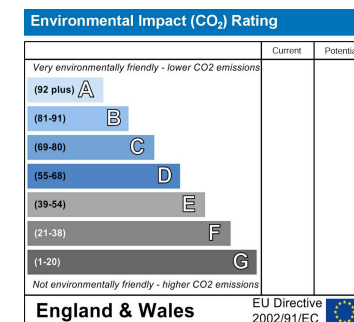 Environmental Impact (CO₂) Rating
Current
Very environmentally friendly - lower CO2 emissions
(92 plus) A
(81-91) B
(69-80) C
(55-68) D
(39-54) E
(21-38) F
(1-20) G
Not environmentally friendly - higher CO2 emissions
England & Wales
EU Directive
2002/91/EC